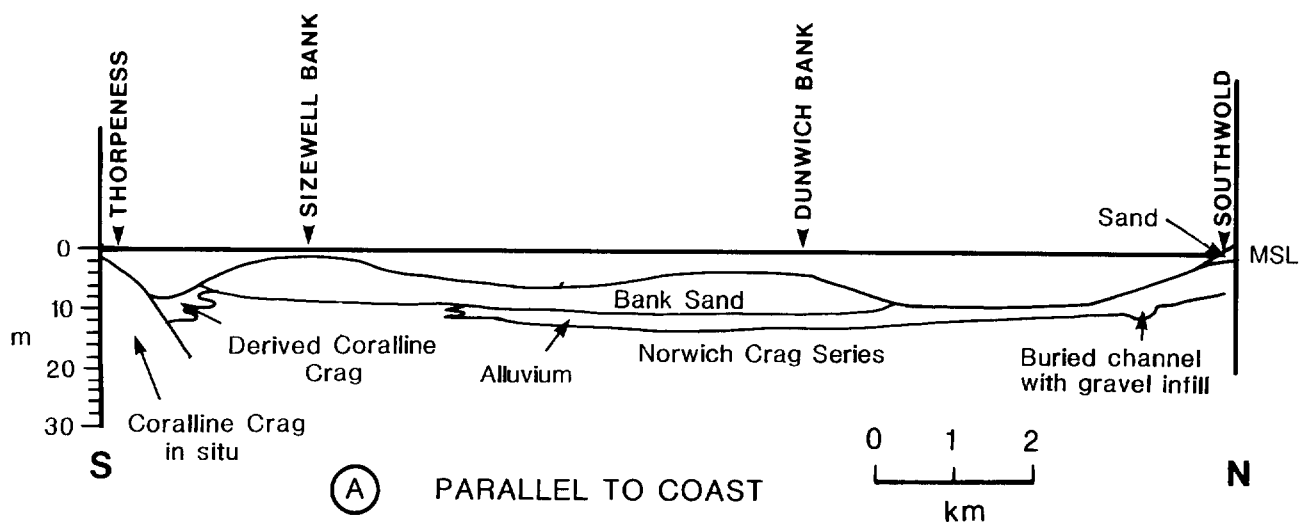 THORPENESS
SIZEWELL BANK
DUNWICH BANK
SOUTHWOLD
Sand
MSL
0
10
20
30
m
Bank Sand
Derived Coralline
Crag
Alluvium
Norwich Crag Series
Buried channel
with gravel infill
Coralline Crag
in situ
S
N
0 1 2
km
A PARALLEL TO COAST